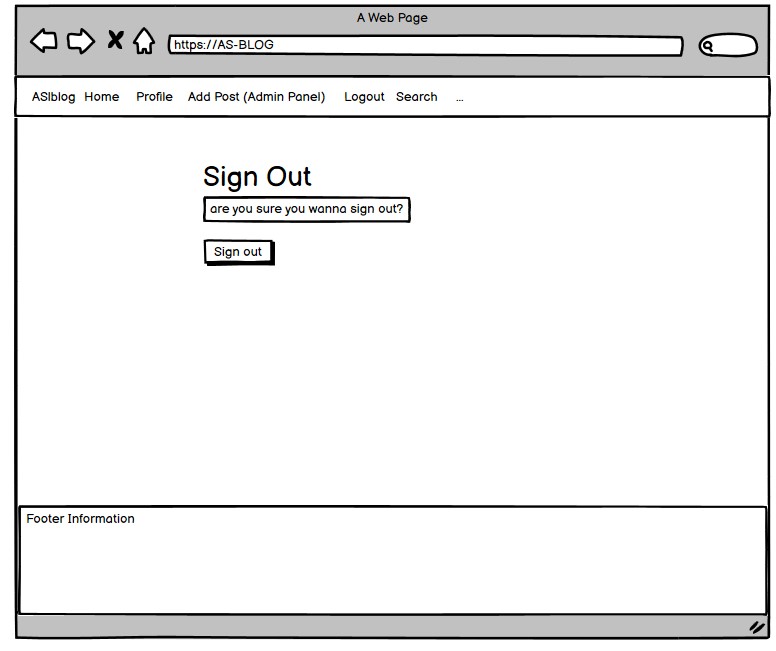 A Web Page
https://AS-BLOG
ASIblog Home Profile Add Post (Admin Panel) Logout Search ...
Sign Out
are you sure you wanna sign out?
Sign out
Footer Information